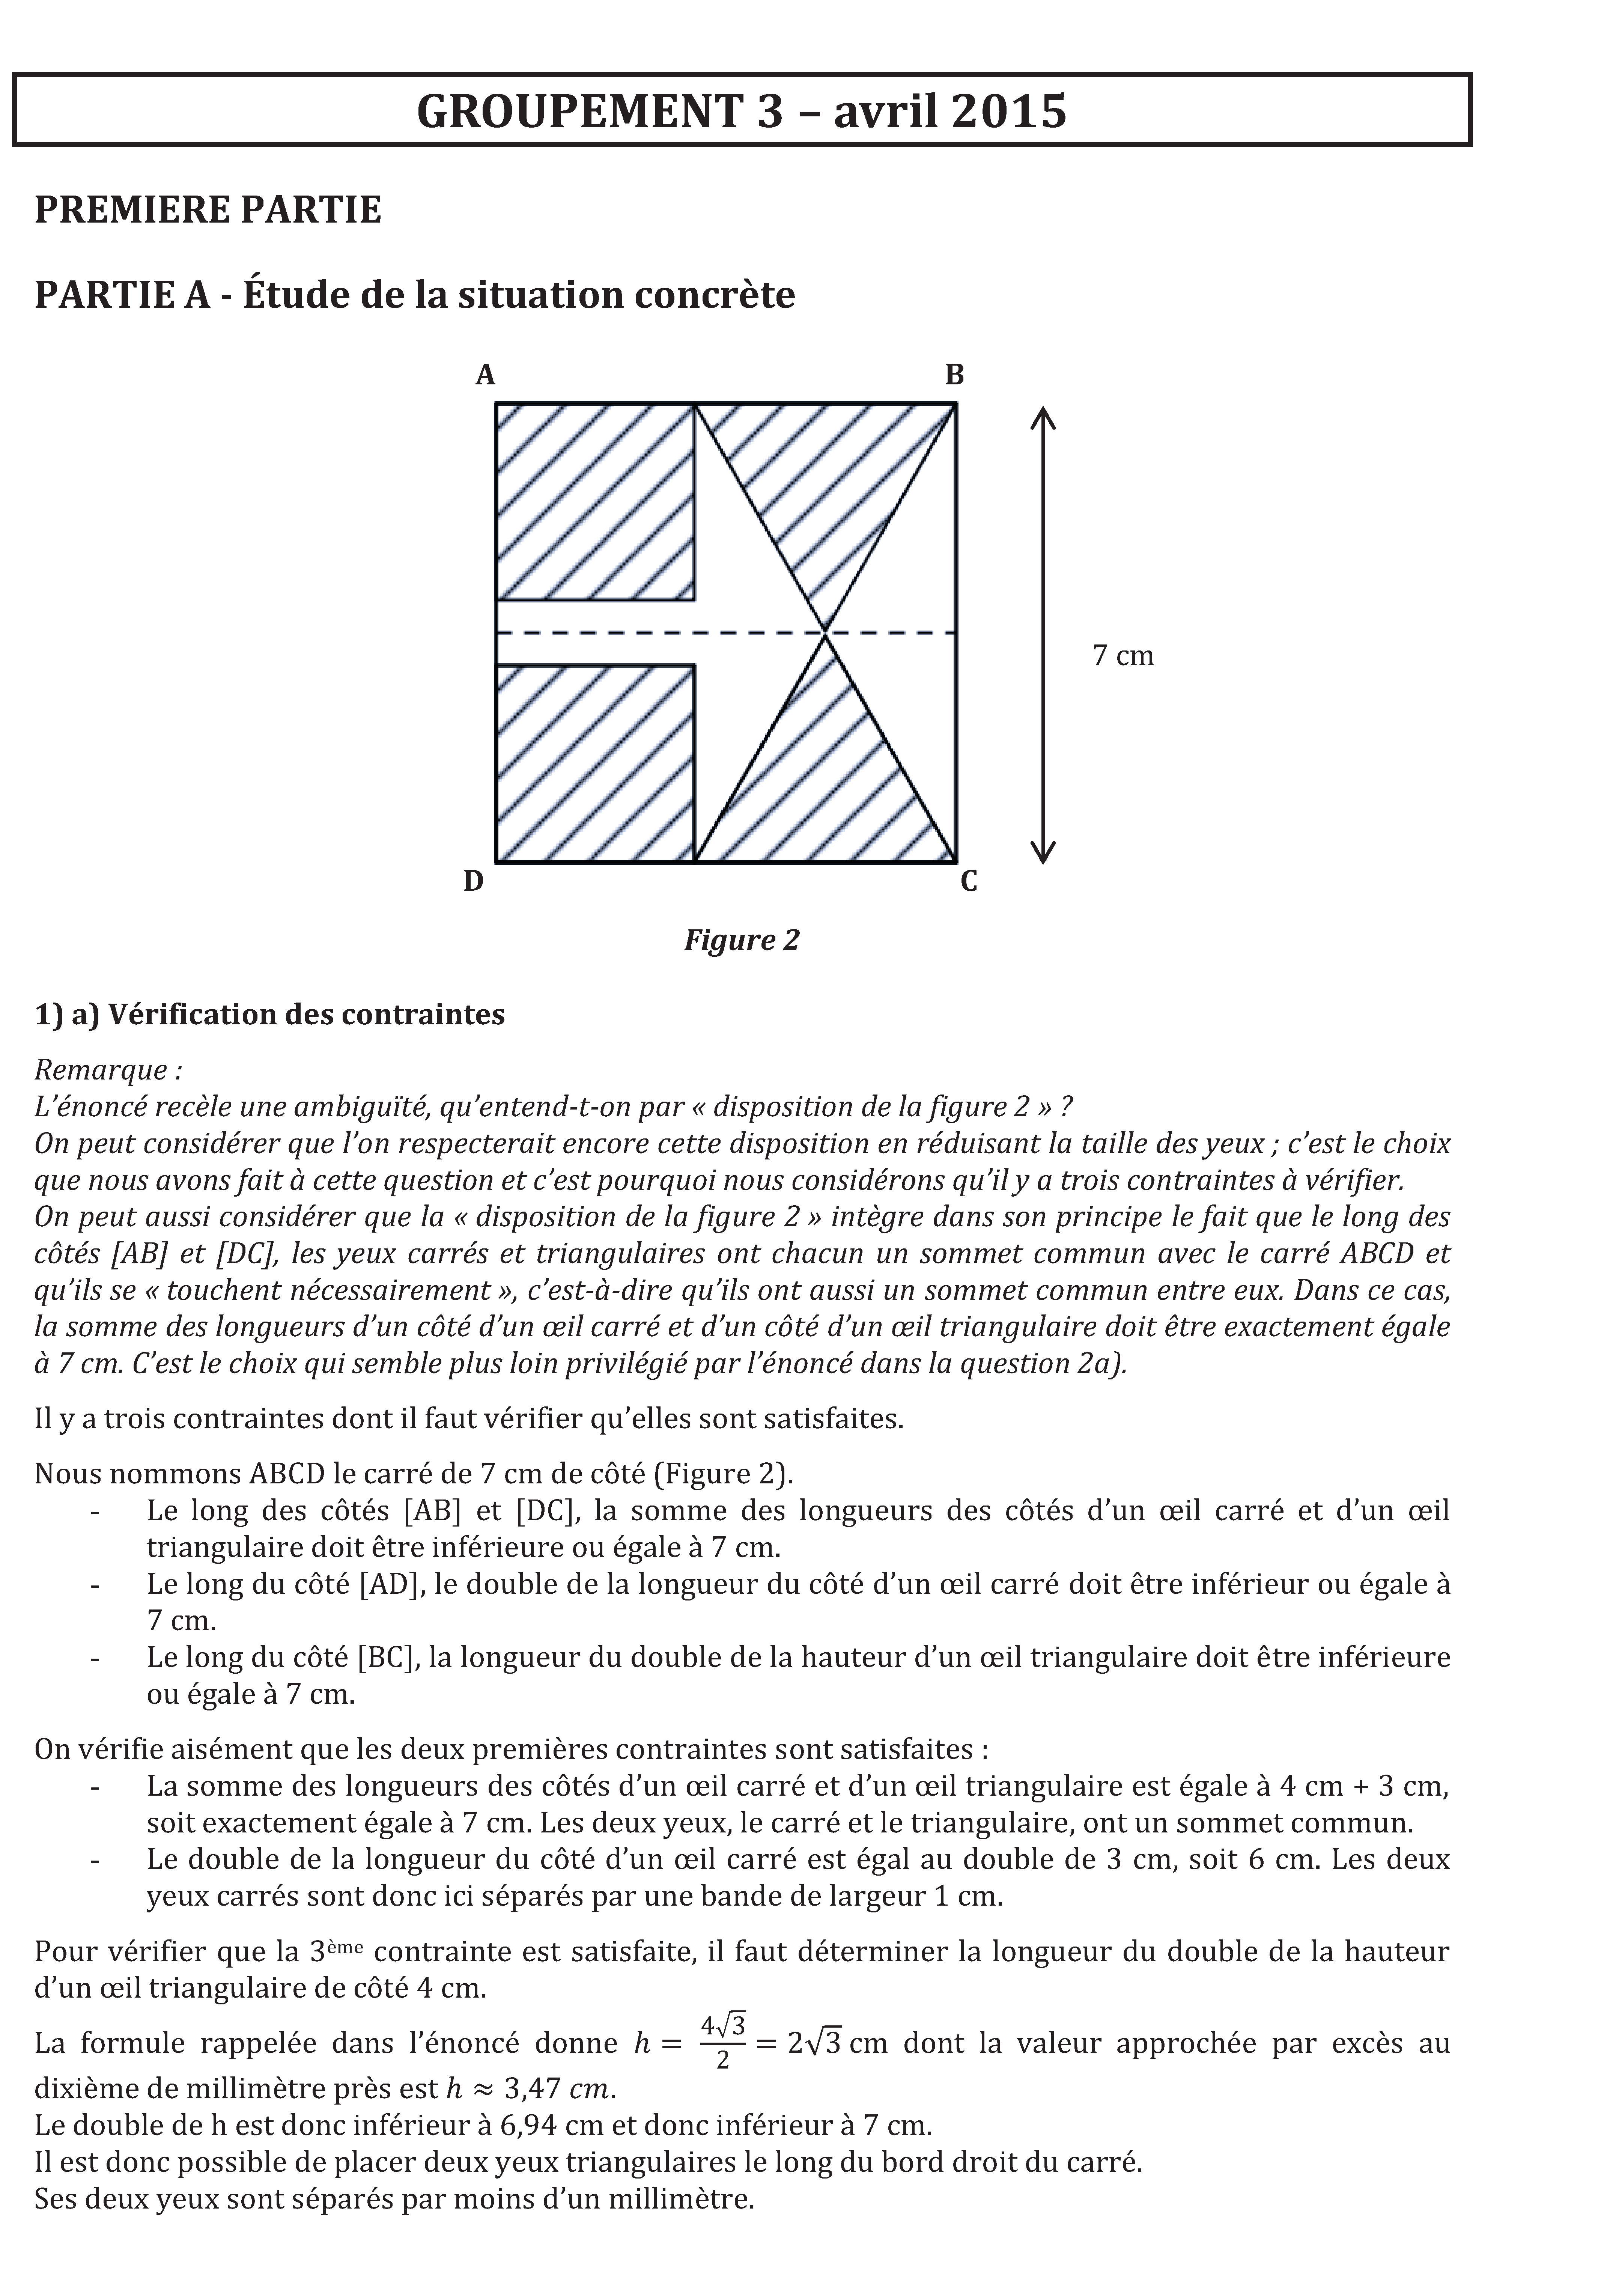 GROUPEMENT 3 – avril 2015
PREMIERE PARTIE
PARTIE A - Étude de la situation concrète
A
B
7 cm
D
C
Figure 2
1) a) Vérification des contraintes
Remarque :
L’énoncé recèle une ambiguïté, qu’entend-t-on par « disposition de la figure 2 » ?
On peut considérer que l’on respecterait encore cette disposition en réduisant la taille des yeux ; c’est le choix
que nous avons fait à cette question et c’est pourquoi nous considérons qu’il y a trois contraintes à vérifier.
On peut aussi considérer que la « disposition de la figure 2 » intègre dans son principe le fait que le long des
côtés [AB] et [DC], les yeux carrés et triangulaires ont chacun un sommet commun avec le carré ABCD et
qu’ils se « touchent nécessairement », c’est-à-dire qu’ils ont aussi un sommet commun entre eux. Dans ce cas,
la somme des longueurs d’un côté d’un œil carré et d’un côté d’un œil triangulaire doit être exactement égale
à 7 cm. C’est le choix qui semble plus loin privilégié par l’énoncé dans la question 2a).
Il y a trois contraintes dont il faut vérifier qu’elles sont satisfaites.
Nous nommons ABCD le carré de 7 cm de côté (Figure 2).
- Le long des côtés [AB] et [DC], la somme des longueurs des côtés d’un œil carré et d’un œil
triangulaire doit être inférieure ou égale à 7 cm.
- Le long du côté [AD], le double de la longueur du côté d’un œil carré doit être inférieur ou égale à
7 cm.
- Le long du côté [BC], la longueur du double de la hauteur d’un œil triangulaire doit être inférieure
ou égale à 7 cm.
On vérifie aisément que les deux premières contraintes sont satisfaites :
- La somme des longueurs des côtés d’un œil carré et d’un œil triangulaire est égale à 4 cm + 3 cm,
soit exactement égale à 7 cm. Les deux yeux, le carré et le triangulaire, ont un sommet commun.
- Le double de la longueur du côté d’un œil carré est égal au double de 3 cm, soit 6 cm. Les deux
yeux carrés sont donc ici séparés par une bande de largeur 1 cm.
Pour vérifier que la 3ème contrainte est satisfaite, il faut déterminer la longueur du double de la hauteur
d’un œil triangulaire de côté 4 cm.
La formule rappelée dans l’énoncé donne h = 4√3/2 = 2√3 cm dont la valeur approchée par excès au
dixième de millimètre près est h ≈ 3,47 cm.
Le double de h est donc inférieur à 6,94 cm et donc inférieur à 7 cm.
Il est donc possible de placer deux yeux triangulaires le long du bord droit du carré.
Ses deux yeux sont séparés par moins d’un millimètre.